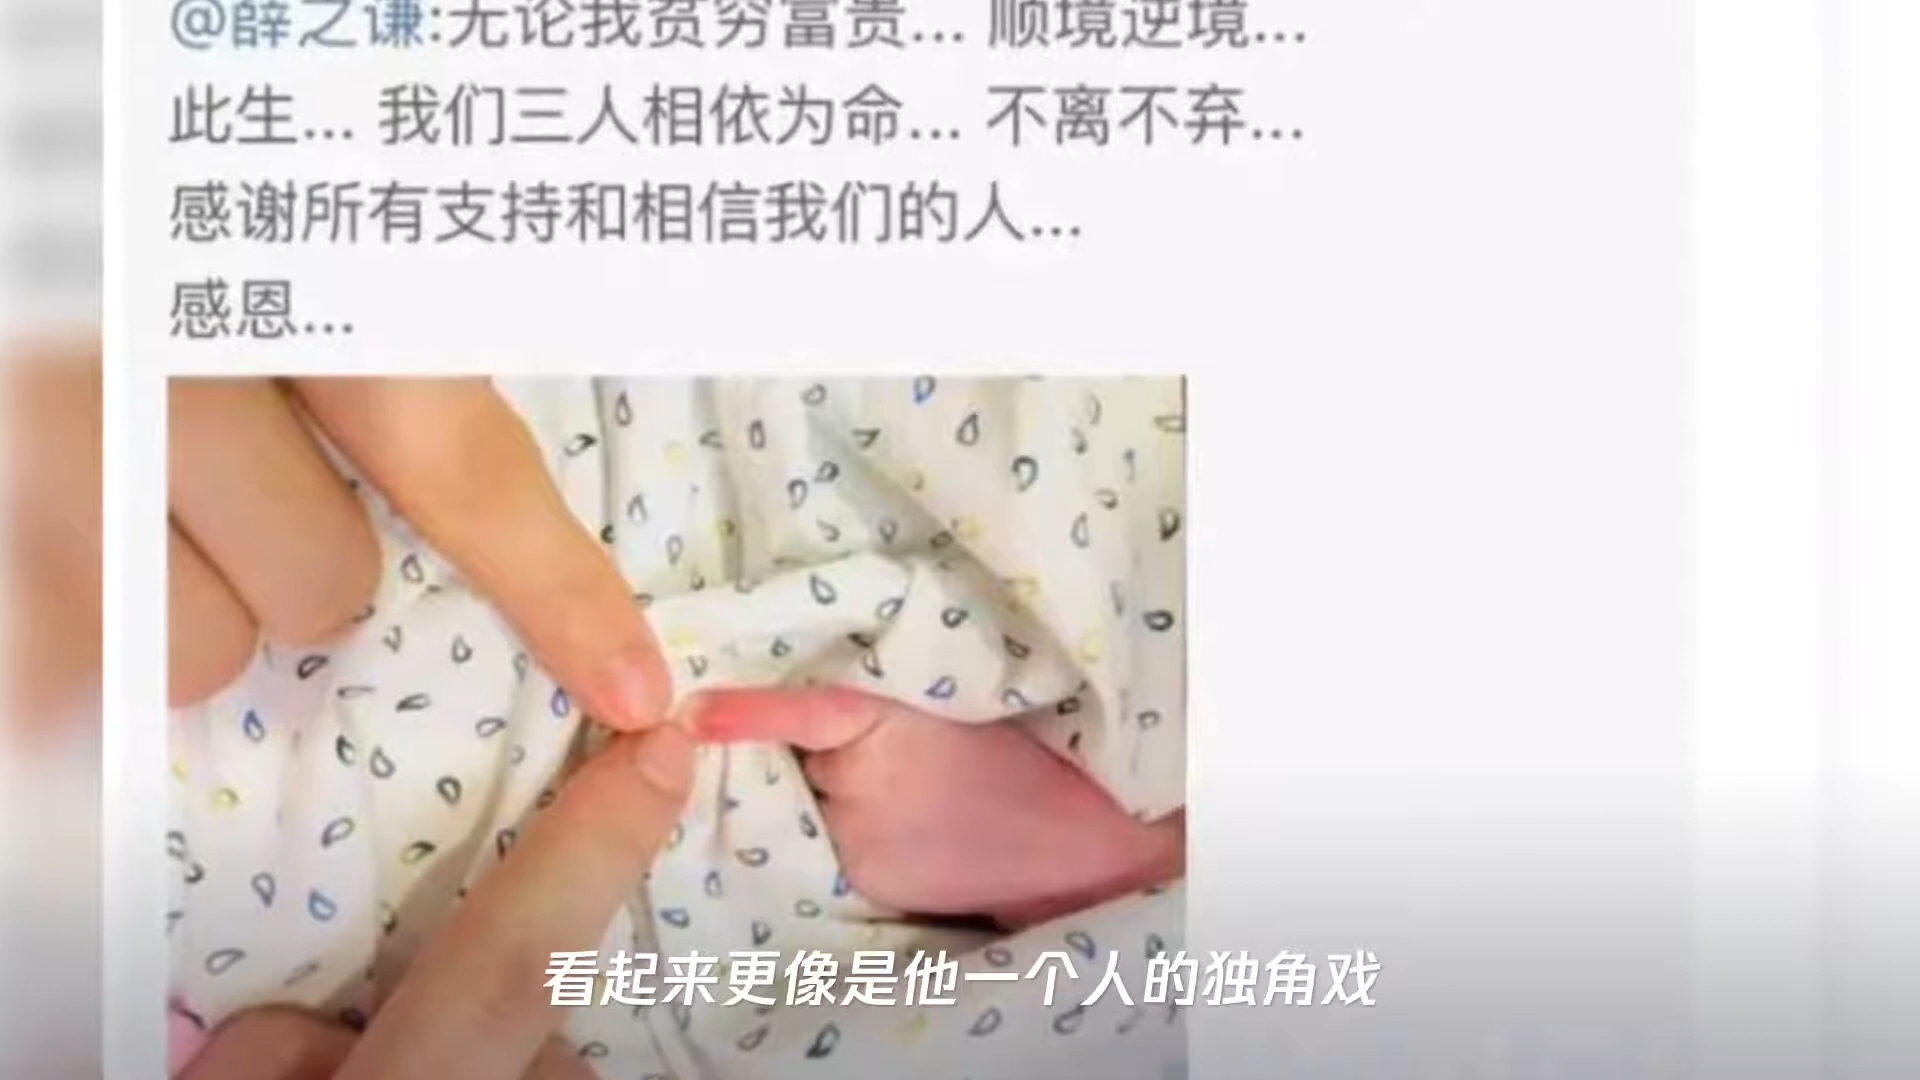 @薛之谦:无论我贫穷富贵... 顺境逆境...
此生... 我们三人相依为命... 不离不弃...
感谢所有支持和相信我们的人...
感恩...
看起来更像是他一个人的独角戏